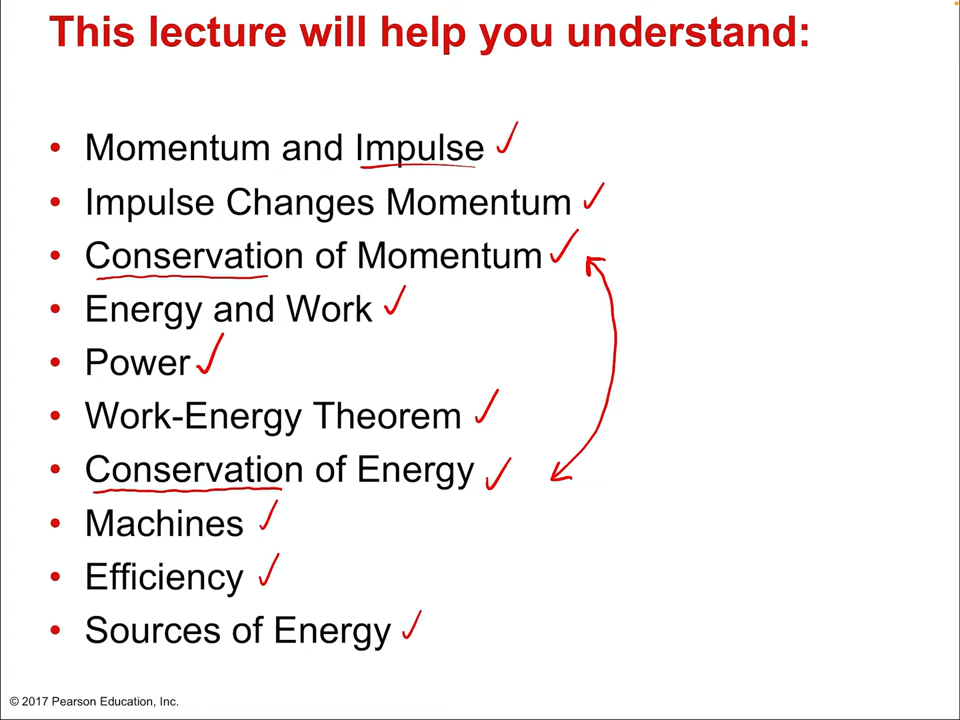 This lecture will help you understand:
• Momentum and Impulse ✓
• Impulse Changes Momentum ✓
• Conservation of Momentum ✓
• Energy and Work ✓
• Power ✓
• Work-Energy Theorem ✓
• Conservation of Energy ✓
• Machines ✓
• Efficiency ✓
• Sources of Energy ✓
© 2017 Pearson Education, Inc.